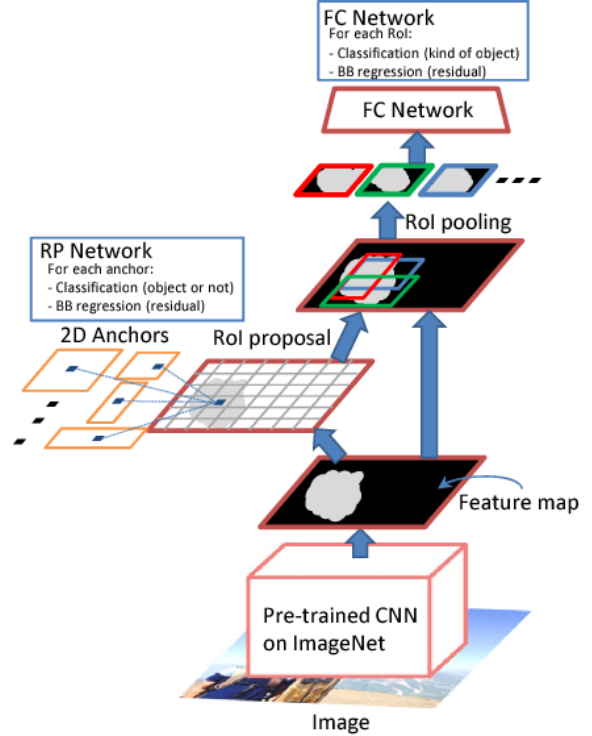 FC Network
For each RoI:
- Classification (kind of object)
- BB regression (residual)
FC Network
RoI pooling
RP Network
For each anchor:
- Classification (object or not)
- BB regression (residual)
2D Anchors
RoI proposal
Feature map
Pre-trained CNN
on ImageNet
Image